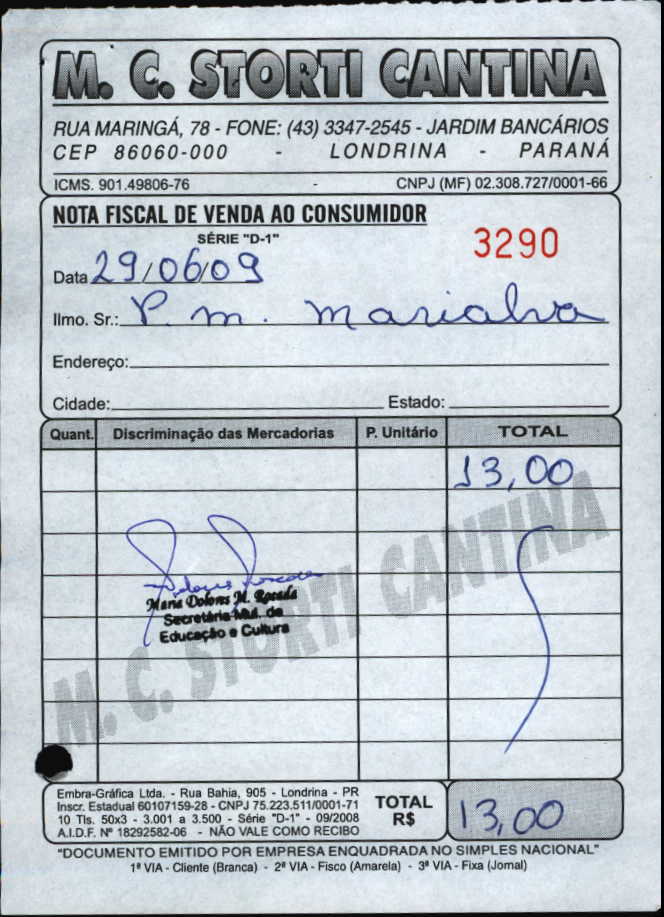 M. C. STORTI CANTINA
RUA MARINGÁ, 78 - FONE: (43) 3347-2545 - JARDIM BANCÁRIOS
CEP 86060-000 - LONDRINA - PARANÁ
ICMS. 901.49806-76 - CNPJ (MF) 02.308.727/0001-66
NOTA FISCAL DE VENDA AO CONSUMIDOR
SÉRIE "D-1"
3290
Data 29/06/09
Ilmo. Sr.: P. m. marialva
Endereço:
Cidade: Estado:
Quant. Discriminação das Mercadorias P. Unitário TOTAL
13,00
Maria Dolores M. Rocada
Secretária Mul. de
Educação e Cultura
M. C. STORTI CANTINA
Embra-Gráfica Ltda. - Rua Bahia, 905 - Londrina - PR
Inscr. Estadual 60107159-28 - CNPJ 75.223.511/0001-71
10 Tls. 50x3 - 3.001 a 3.500 - Série "D-1" - 09/2008
A.I.D.F. Nº 18292582-06 - NÃO VALE COMO RECIBO
TOTAL R$ 13,00
"DOCUMENTO EMITIDO POR EMPRESA ENQUADRADA NO SIMPLES NACIONAL"
1ª VIA - Cliente (Branca) - 2ª VIA - Fisco (Amarela) - 3ª VIA - Fixa (Jornal)